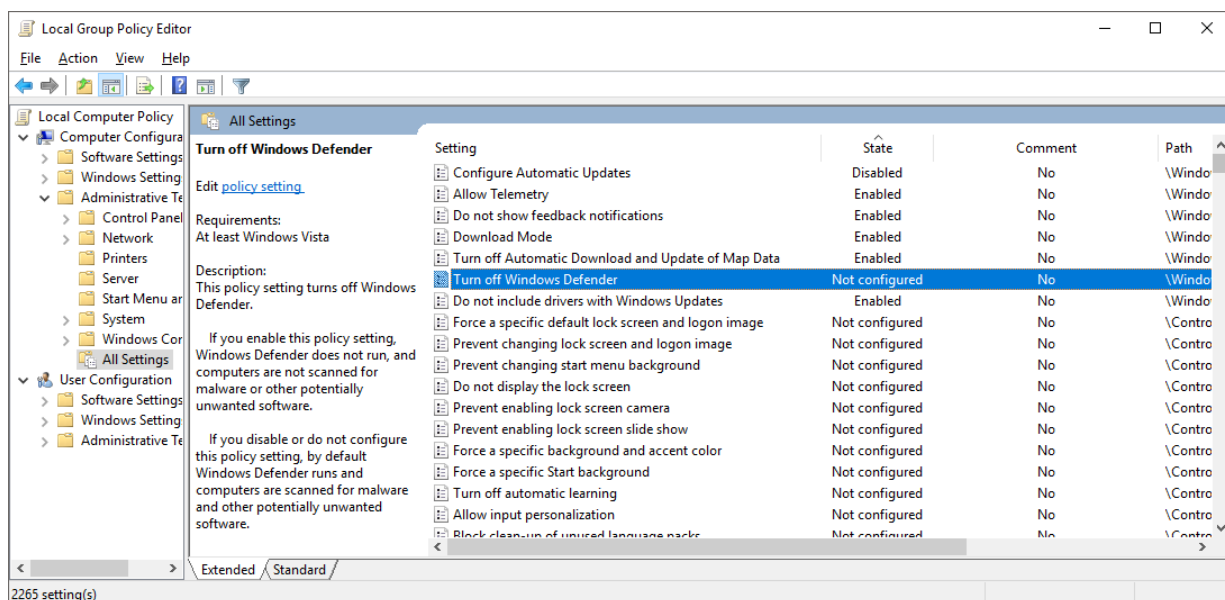 Local Group Policy Editor
File Action View Help
Local Computer Policy
Computer Configura
Software Settings
Windows Setting
Administrative Te
Control Panel
Network
Printers
Server
Start Menu ar
System
Windows Cor
All Settings
User Configuration
Software Settings
Windows Setting
Administrative Te
All Settings
Turn off Windows Defender
Edit policy setting
Requirements:
At least Windows Vista
Description:
This policy setting turns off Windows
Defender.
If you enable this policy setting,
Windows Defender does not run, and
computers are not scanned for
malware or other potentially
unwanted software.
If you disable or do not configure
this policy setting, by default
Windows Defender runs and
computers are scanned for malware
and other potentially unwanted
software.
Setting State Comment Path
Configure Automatic Updates Disabled No \Windo
Allow Telemetry Enabled No \Windo
Do not show feedback notifications Enabled No \Windo
Download Mode Enabled No \Windo
Turn off Automatic Download and Update of Map Data Enabled No \Windo
Turn off Windows Defender Not configured No \Windo
Do not include drivers with Windows Updates Enabled No \Windo
Force a specific default lock screen and logon image Not configured No \Contro
Prevent changing lock screen and logon image Not configured No \Contro
Prevent changing start menu background Not configured No \Contro
Do not display the lock screen Not configured No \Contro
Prevent enabling lock screen camera Not configured No \Contro
Prevent enabling lock screen slide show Not configured No \Contro
Force a specific background and accent color Not configured No \Contro
Force a specific Start background Not configured No \Contro
Turn off automatic learning Not configured No \Contro
Allow input personalization Not configured No \Contro
Block clean-up of unused language packs Not configured No \Contro
Extended Standard
2265 setting(s)